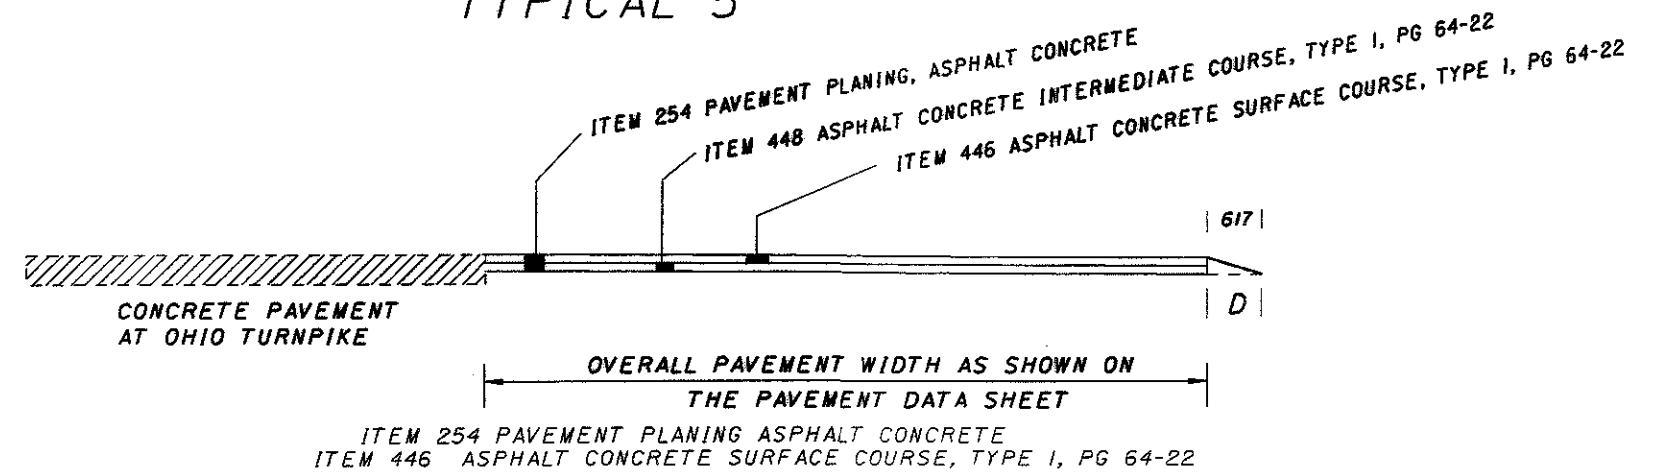 TYPICAL 5
ITEM 254 PAVEMENT PLANING, ASPHALT CONCRETE
ITEM 448 ASPHALT CONCRETE INTERMEDIATE COURSE, TYPE 1, PG 64-22
ITEM 446 ASPHALT CONCRETE SURFACE COURSE, TYPE 1, PG 64-22
617
D
CONCRETE PAVEMENT
AT OHIO TURNPIKE
OVERALL PAVEMENT WIDTH AS SHOWN ON
THE PAVEMENT DATA SHEET
ITEM 254 PAVEMENT PLANING ASPHALT CONCRETE
ITEM 446 ASPHALT CONCRETE SURFACE COURSE, TYPE 1, PG 64-22